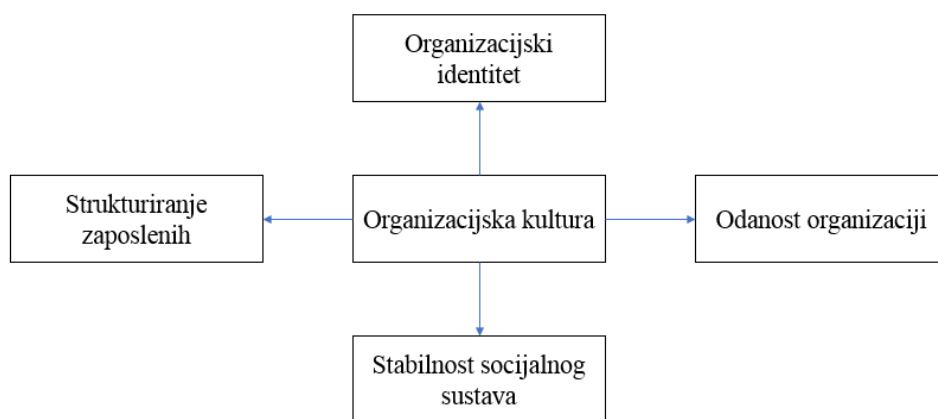 Organizacijski
identitet
Strukturiranje
zaposlenih
Organizacijska kultura
Odanost organizaciji
Stabilnost socijalnog
sustava